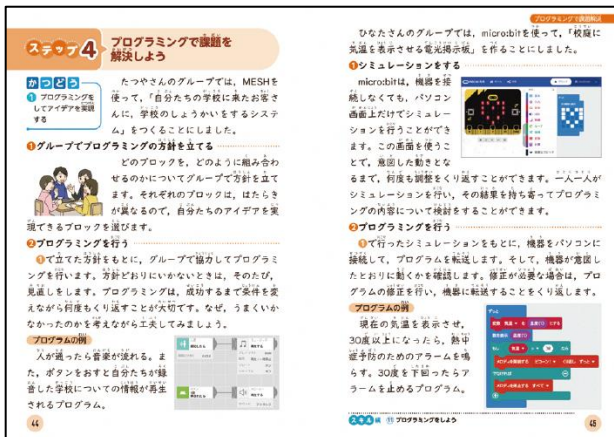 ステップ4
プログラミングで課題を
解決しよう
かつどう
1 プログラミングを
してアイデアを実現
する
たつやさんのグループでは、MESHを
使って、「自分たちの学校に来たお客さ
んに、学校のしょうかいをするシステ
ム」をつくることにしました。
❶グループでプログラミングの方針を立てる
どのブロックを、どのように組み合わ
せるのかについてグループで方針を立て
ます。それぞれのブロックは、はたらき
が異なるので、自分たちのアイデアを実
現できるブロックを選びます。
❷プログラミングを行う
❶で立てた方針をもとに、グループで協力してプログラミ
ングを行います。方針どおりにいかないときは、そのたび、
見直しをします。プログラミングは、成功するまで条件を変
えながら何度もくり返すことが大切です。なぜ、うまくいか
なかったのかを考えながら工夫してみましょう。
プログラムの例
人が通ったら音楽が流れる。ま
た、ボタンをおすと自分たちが録
音した学校についての情報が再生
されるプログラム。
44
プログラミングで課題解決
ひなたさんのグループでは、micro:bitを使って、「校庭に
気温を表示させる電光掲示板」を作ることにしました。
❶シミュレーションをする
micro:bitは、機器を接
続しなくても、パソコン
画面上だけでシミュレー
ションを行うことができ
ます。この画面を使うこ
とで、意図した動きとな
るまで、何度も調整をくり返すことができます。一人一人が
シミュレーションを行い、その結果を持ち寄ってプログラミ
ングの内容について検討をすることができます。
❷プログラミングを行う
❶で行ったシミュレーションをもとに、機器をパソコンに
接続して、プログラムを転送します。そして、機器が意図し
たとおりに動くかを確認します。修正が必要な場合は、プロ
グラムの修正を行い、機器に転送することをくり返します。
プログラムの例
現在の気温を表示させ、
30度以上になったら、熱中
症予防のためのアラームを鳴
らす。30度を下回ったらア
ラームを止めるプログラム。
ずっと
スキル編 ⑪ プログラミングをしよう
45